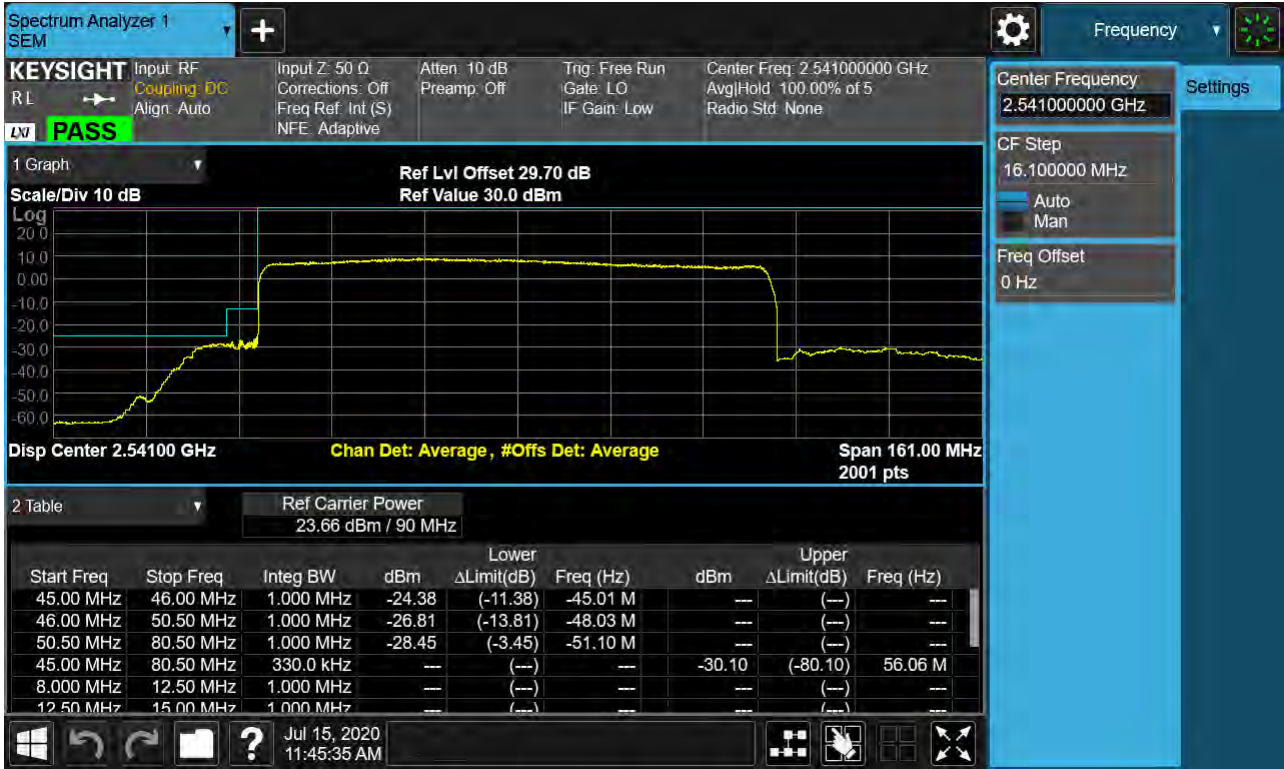 Spectrum Analyzer 1
SEM
Frequency
KEYSIGHT
R L
LXI
PASS
Input: RF
Coupling: DC
Align: Auto
Input Z: 50 Ω
Corrections: Off
Freq Ref: Int (S)
NFE: Adaptive
Atten: 10 dB
Preamp: Off
Trig: Free Run
Gate: LO
IF Gain: Low
Center Freq: 2.541000000 GHz
Avg|Hold: 100.00% of 5
Radio Std: None
Center Frequency
2.541000000 GHz
Settings
CF Step
16.100000 MHz
Auto
Man
Freq Offset
0 Hz
1 Graph
Scale/Div 10 dB
Ref Lvl Offset 29.70 dB
Ref Value 30.0 dBm
Log
20.0
10.0
0.00
-10.0
-20.0
-30.0
-40.0
-50.0
-60.0
Disp Center 2.54100 GHz
Chan Det: Average , #Offs Det: Average
Span 161.00 MHz
2001 pts
2 Table
Ref Carrier Power
23.66 dBm / 90 MHz
Lower Upper
Start Freq Stop Freq Integ BW dBm ΔLimit(dB) Freq (Hz) dBm ΔLimit(dB) Freq (Hz)
45.00 MHz 46.00 MHz 1.000 MHz -24.38 (-11.38) -45.01 M --- (---) ---
46.00 MHz 50.50 MHz 1.000 MHz -26.81 (-13.81) -48.03 M --- (---) ---
50.50 MHz 80.50 MHz 1.000 MHz -28.45 (-3.45) -51.10 M --- (---) ---
45.00 MHz 80.50 MHz 330.0 kHz --- (---) --- -30.10 (-80.10) 56.06 M
8.000 MHz 12.50 MHz 1.000 MHz --- (---) --- --- (---) ---
12.50 MHz 15.00 MHz 1.000 MHz --- (---) --- --- (---) ---
?
Jul 15, 2020
11:45:35 AM